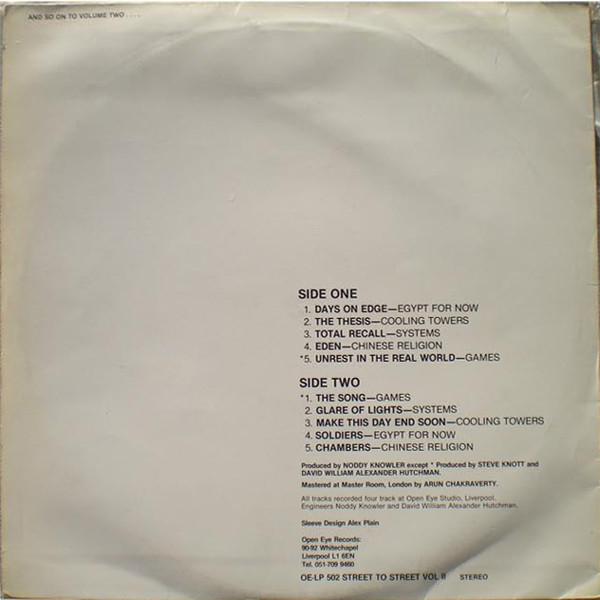 AND SO ON TO VOLUME TWO . . . .
SIDE ONE
1. DAYS ON EDGE—EGYPT FOR NOW
2. THE THESIS—COOLING TOWERS
3. TOTAL RECALL—SYSTEMS
4. EDEN—CHINESE RELIGION
*5. UNREST IN THE REAL WORLD—GAMES
SIDE TWO
*1. THE SONG—GAMES
2. GLARE OF LIGHTS—SYSTEMS
3. MAKE THIS DAY END SOON—COOLING TOWERS
4. SOLDIERS—EGYPT FOR NOW
5. CHAMBERS—CHINESE RELIGION
Produced by NODDY KNOWLER except * Produced by STEVE KNOTT and
DAVID WILLIAM ALEXANDER HUTCHMAN.
Mastered at Master Room, London by ARUN CHAKRAVERTY.
All tracks recorded four track at Open Eye Studio, Liverpool.
Engineers Noddy Knowler and David William Alexander Hutchman.
Sleeve Design Alex Plain
Open Eye Records:
90-92 Whitechapel
Liverpool L1 6EN
Tel. 051-709 9460
OE-LP 502 STREET TO STREET VOL II STEREO